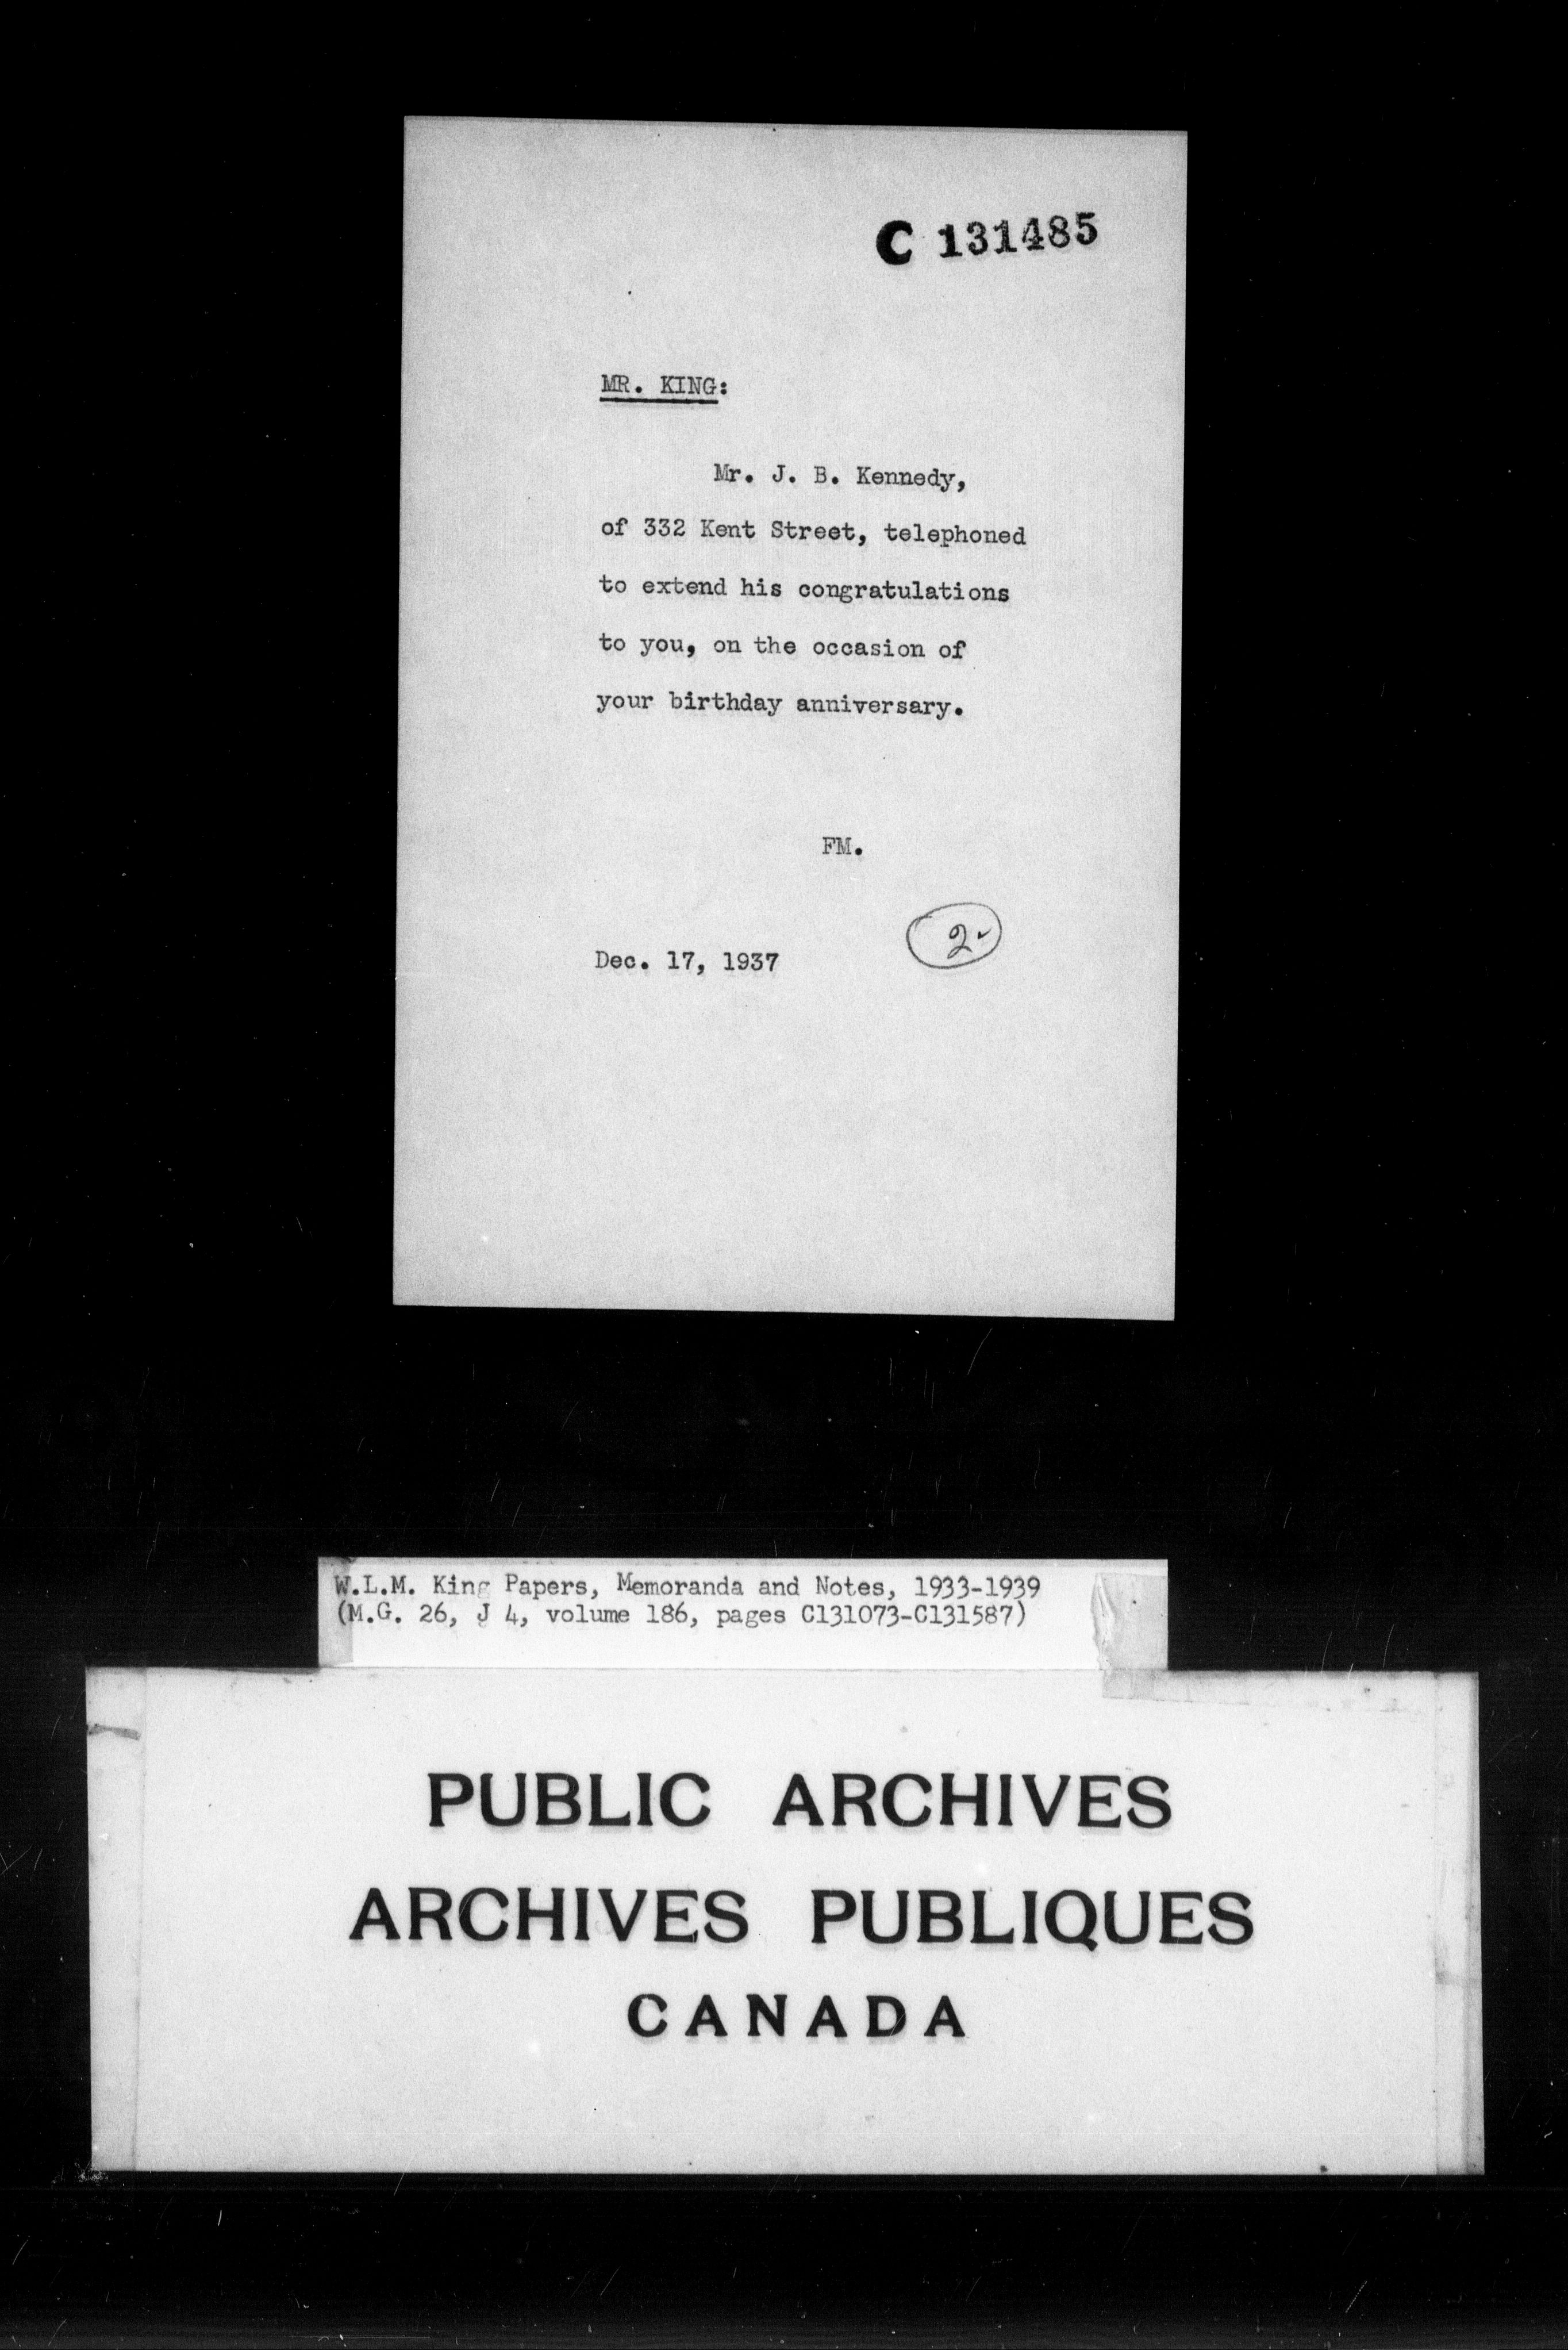 C 131485
MR. KING:
Mr. J. B. Kennedy,
of 332 Kent Street, telephoned
to extend his congratulations
to you, on the occasion of
your birthday anniversary.
FM.
2
Dec. 17, 1937
W.L.M. King Papers, Memoranda and Notes, 1933-1939
(M.G. 26, J 4, volume 186, pages C131073-C131587)
PUBLIC ARCHIVES
ARCHIVES PUBLIQUES
CANADA